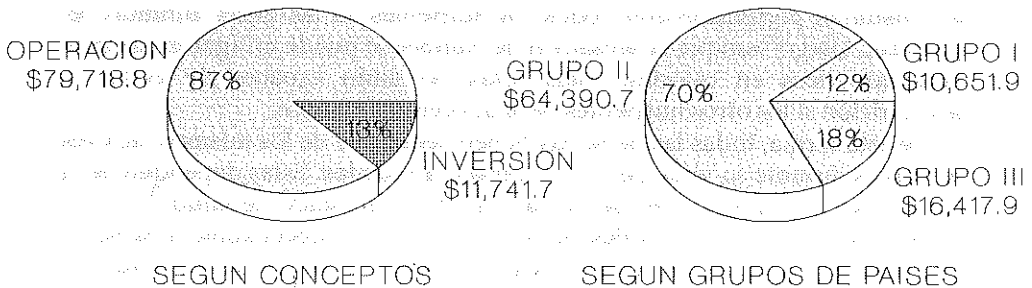 OPERACION
$79,718.8
87%
13%
INVERSION
$11,741.7
SEGUN CONCEPTOS
GRUPO II
$64,390.7
70%
12%
GRUPO I
$10,651.9
18%
GRUPO III
$16,417.9
SEGUN GRUPOS DE PAISES